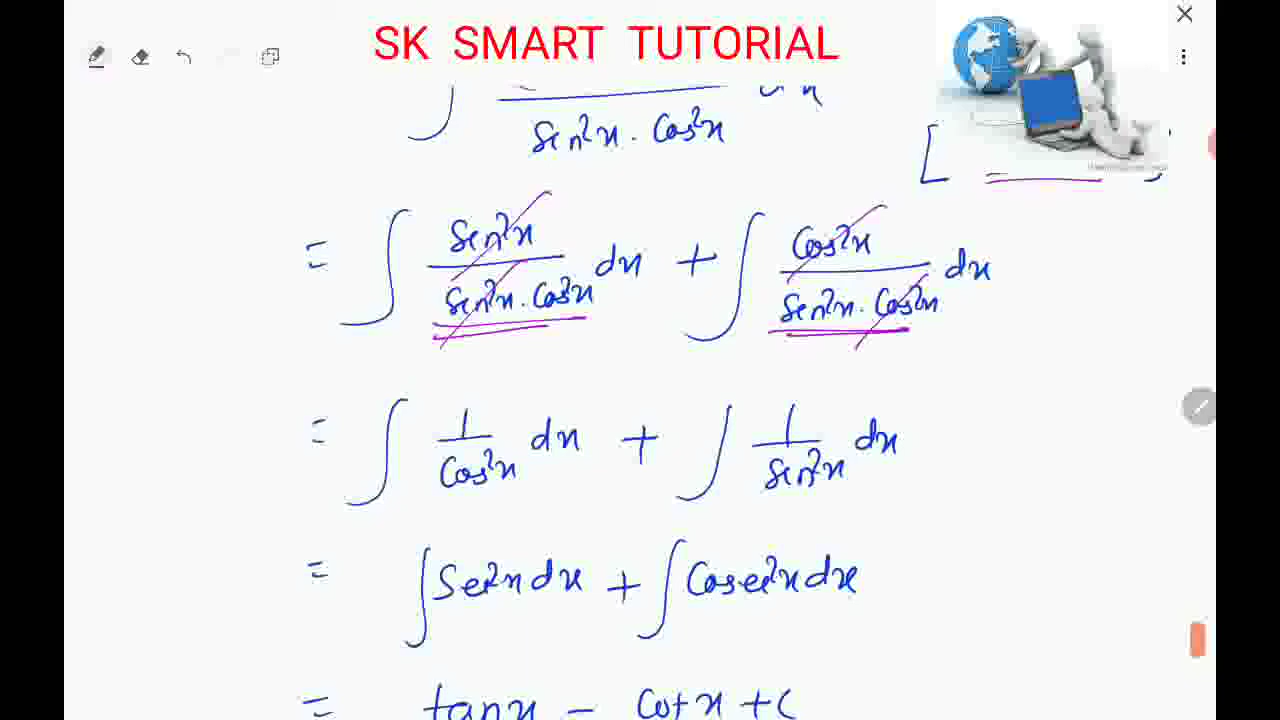 SK SMART TUTORIAL
∫ ――― dx
Sin²x . Cos²x
= ∫ Sin²x / Sin²x . Cos²x dx + ∫ Cos²x / Sin²x . Cos²x dx
= ∫ 1 / Cos²x dx + ∫ 1 / Sin²x dx
= ∫ Sec²x dx + ∫ Cosec²x dx
= tanx - Cotx + C